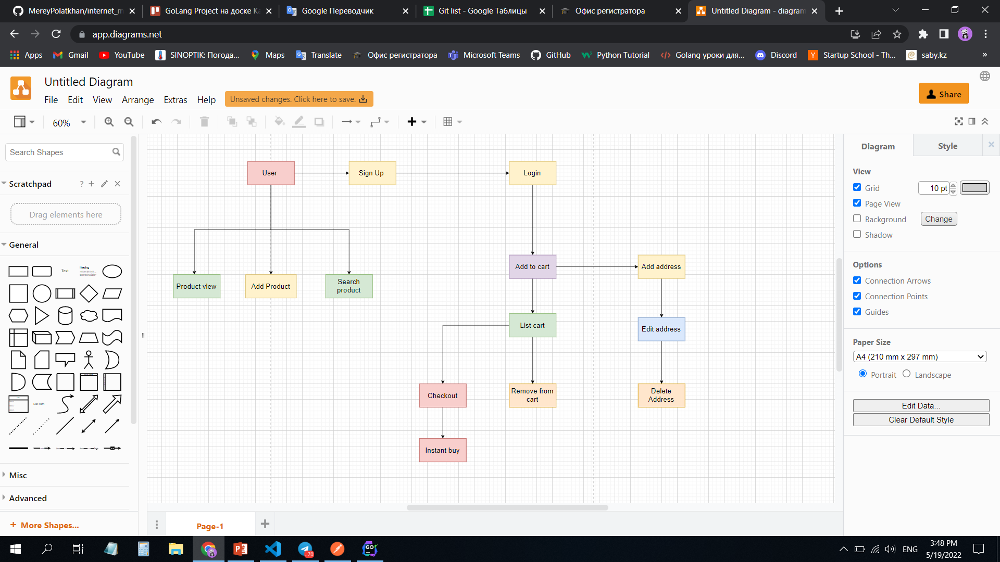 MereyPolatkhan/internet_m
GoLang Project на доске Ka
Google Переводчик
Git list - Google Таблицы
Офис регистратора
Untitled Diagram - diagram
app.diagrams.net
Apps
Gmail
YouTube
SINOPTIK: Погода...
Maps
Translate
Офис регистратора
Microsoft Teams
GitHub
Python Tutorial
Golang уроки для...
Discord
Startup School - Th...
saby.kz
»
Untitled Diagram
File Edit View Arrange Extras Help
Unsaved changes. Click here to save.
Share
60%
Search Shapes
Scratchpad
?
Drag elements here
General
Text
Heading
List Item
Misc
Advanced
+ More Shapes...
User
Sign Up
Login
Product view
Add Product
Search
product
Add to cart
Add address
List cart
Edit address
Checkout
Remove from
cart
Delete
Address
Instant buy
Page-1
Diagram
Style
View
Grid
10 pt
Page View
Background
Change
Shadow
Options
Connection Arrows
Connection Points
Guides
Paper Size
A4 (210 mm x 297 mm)
Portrait
Landscape
Edit Data...
Clear Default Style
..70
GO
ENG
3:48 PM
5/19/2022